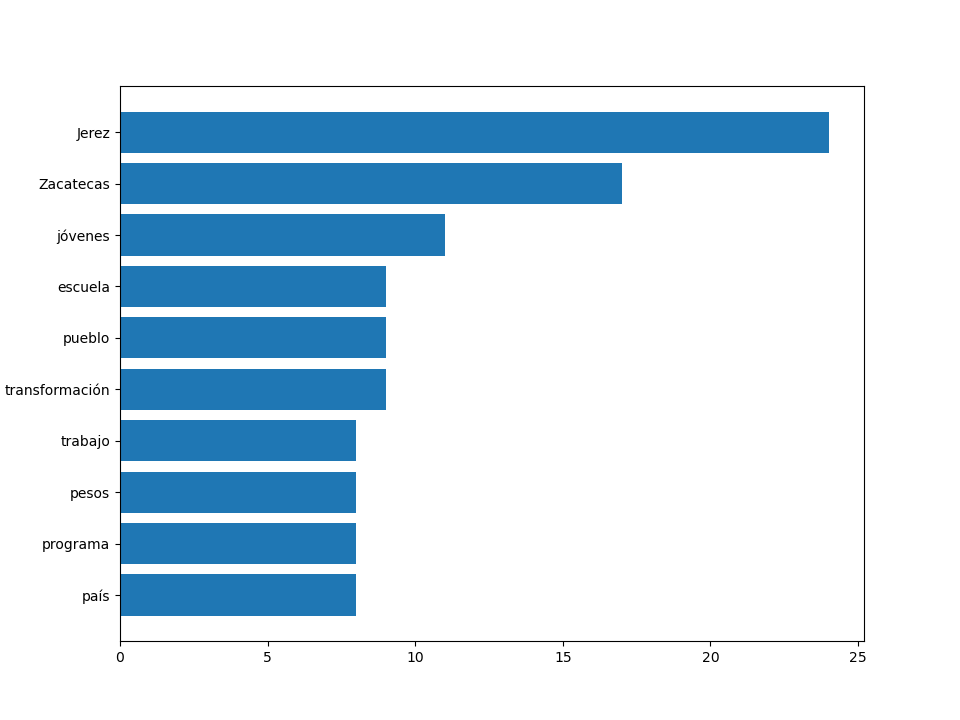 Jerez
Zacatecas
jóvenes
escuela
pueblo
transformación
trabajo
pesos
programa
país
0 5 10 15 20 25